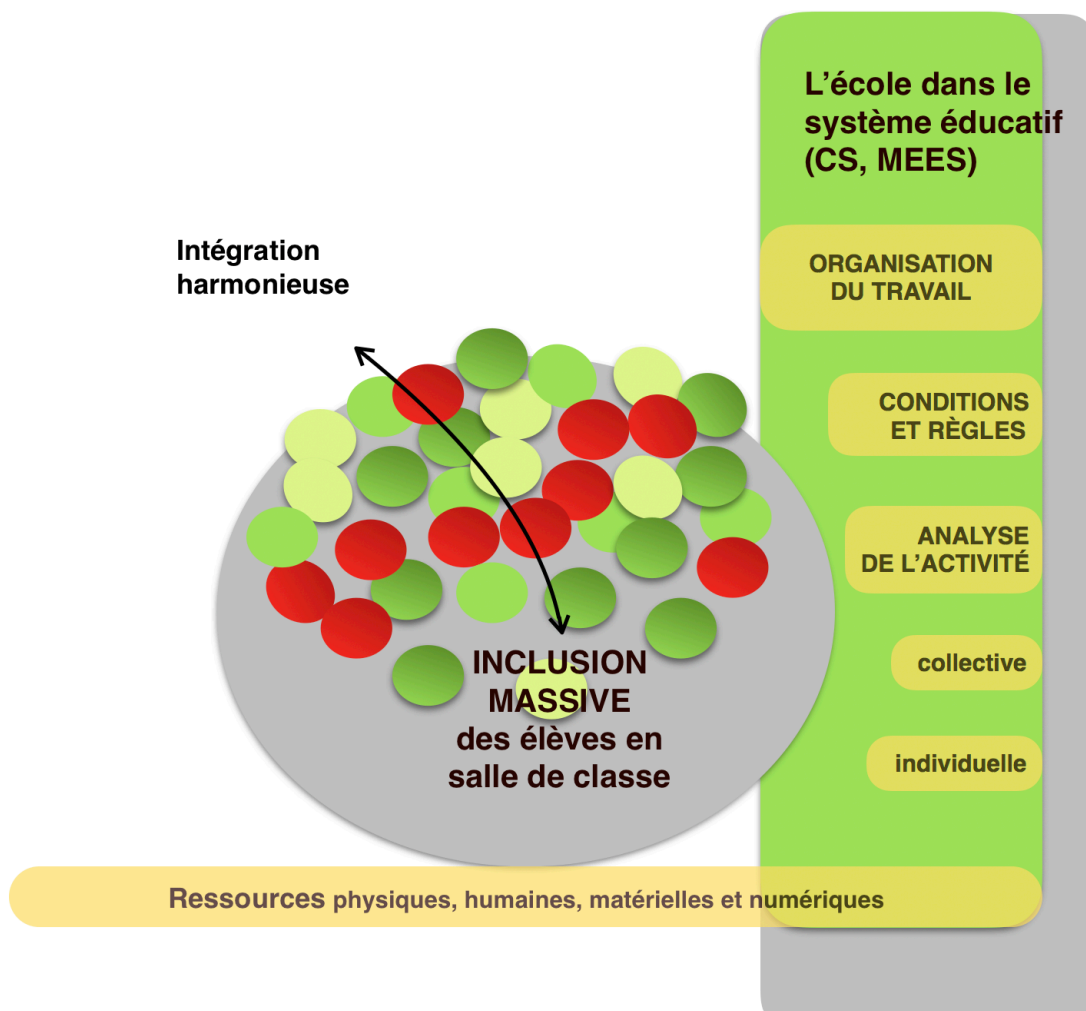 L'école dans le
système éducatif
(CS, MEES)
Intégration
harmonieuse
ORGANISATION
DU TRAVAIL
CONDITIONS
ET RÈGLES
ANALYSE
DE L'ACTIVITÉ
collective
individuelle
INCLUSION
MASSIVE
des élèves en
salle de classe
Ressources physiques, humaines, matérielles et numériques